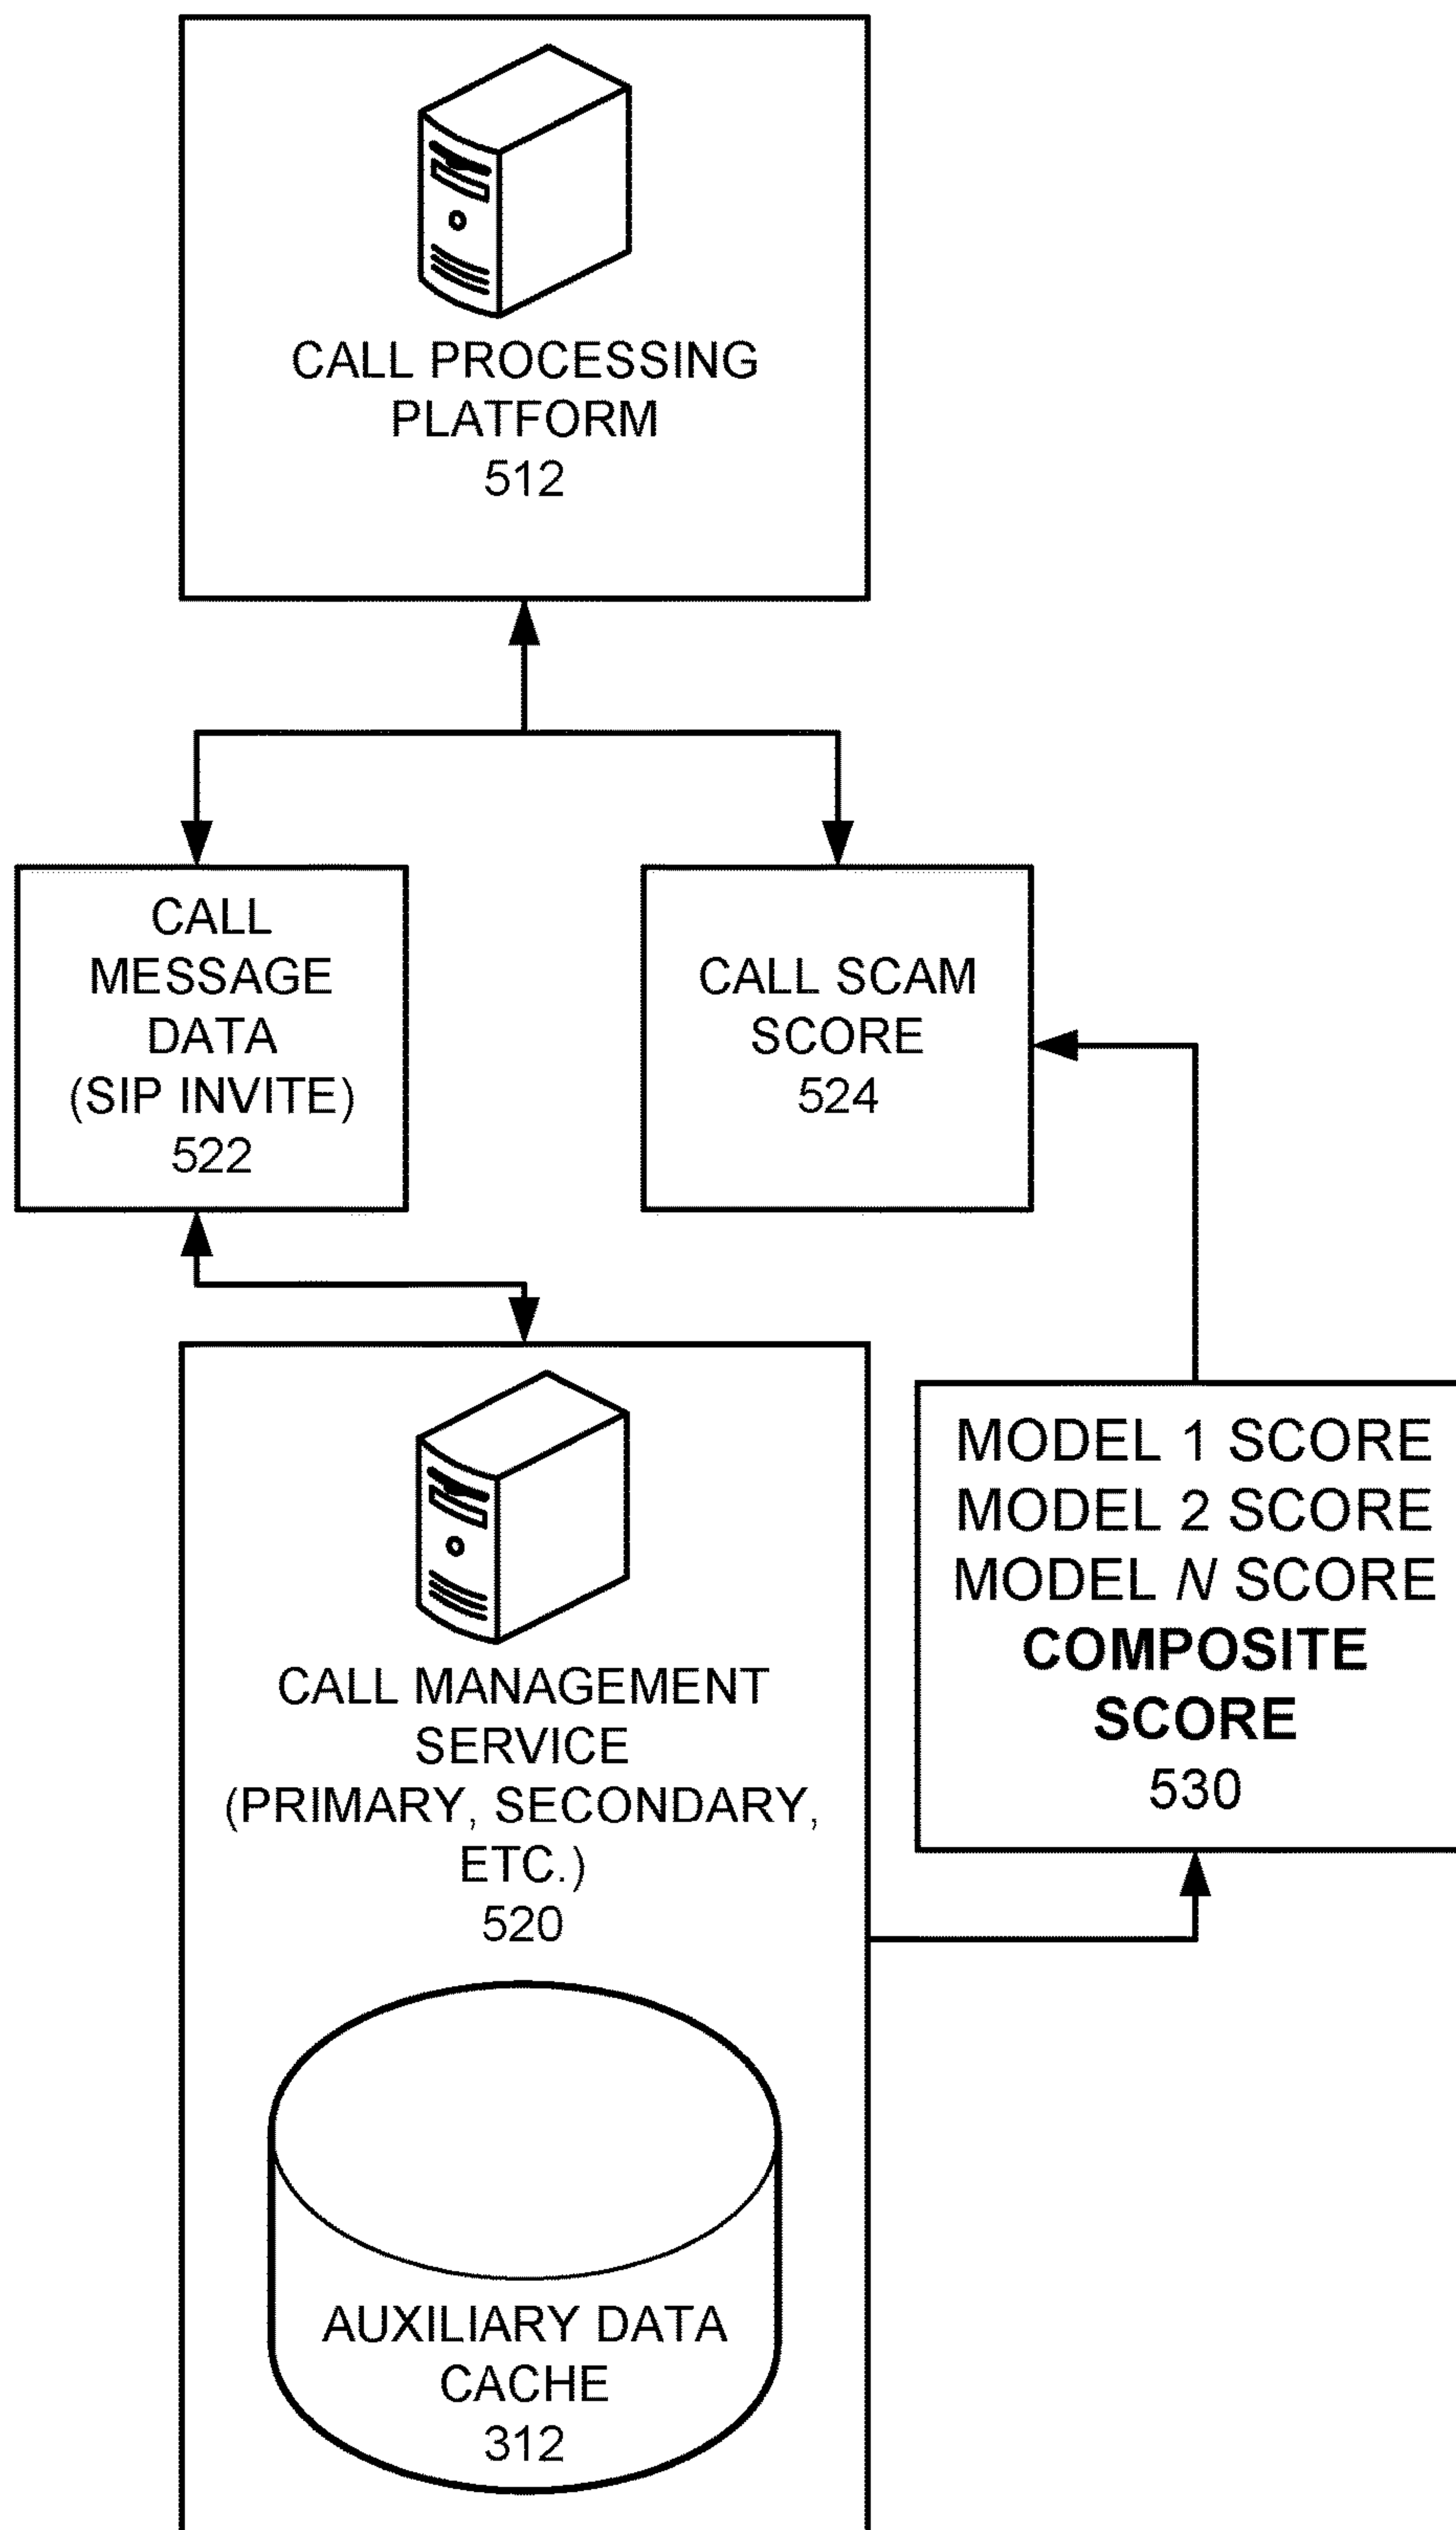 CALL PROCESSING
PLATFORM
512
CALL
MESSAGE
DATA
(SIP INVITE)
522
CALL SCAM
SCORE
524
CALL MANAGEMENT
SERVICE
(PRIMARY, SECONDARY,
ETC.)
520
MODEL 1 SCORE
MODEL 2 SCORE
MODEL N SCORE
COMPOSITE
SCORE
530
AUXILIARY DATA
CACHE
312